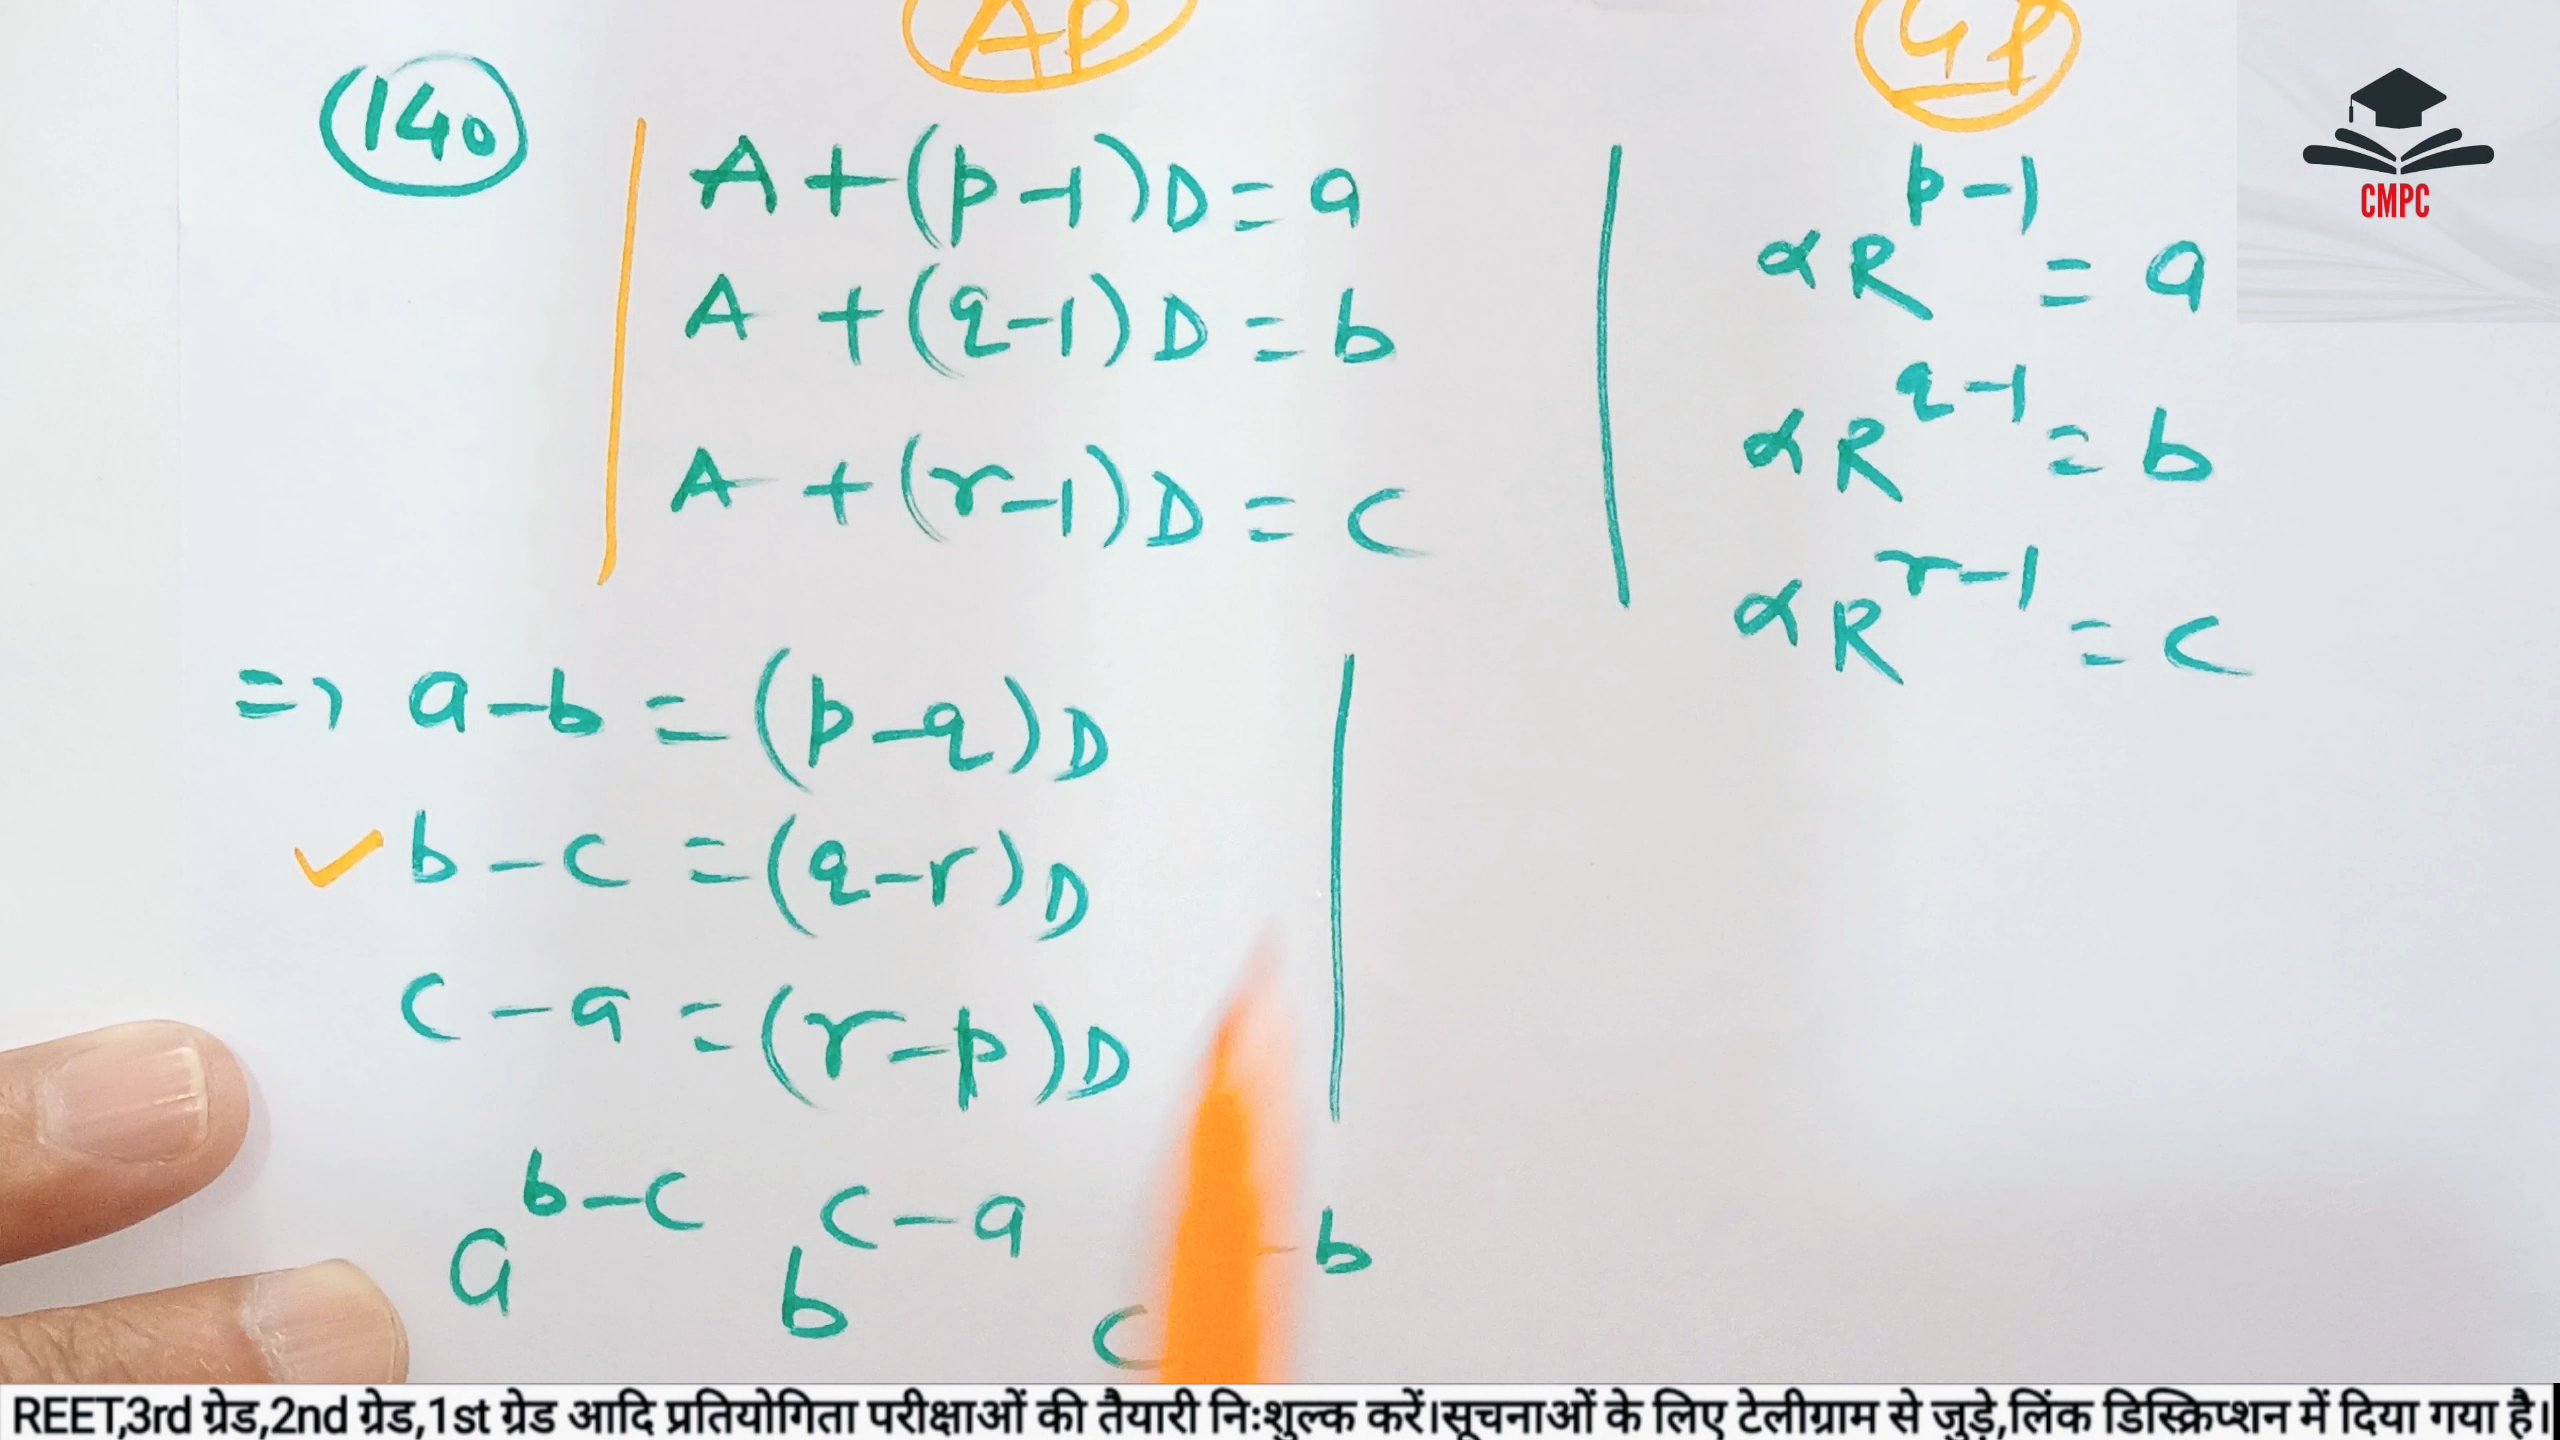 AP
GP
140
A + (p-1)D = a
A + (q-1)D = b
A + (r-1)D = c
αR^{p-1} = a
αR^{q-1} = b
αR^{r-1} = c
CMPC
⇒ a-b = (p-q)D
✓ b-c = (q-r)D
c-a = (r-p)D
a^{b-c} b^{c-a} c^{-b}
REET,3rd ग्रेड,2nd ग्रेड,1st ग्रेड आदि प्रतियोगिता परीक्षाओं की तैयारी निःशुल्क करें।सूचनाओं के लिए टेलीग्राम से जुड़े,लिंक डिस्क्रिप्शन में दिया गया है।